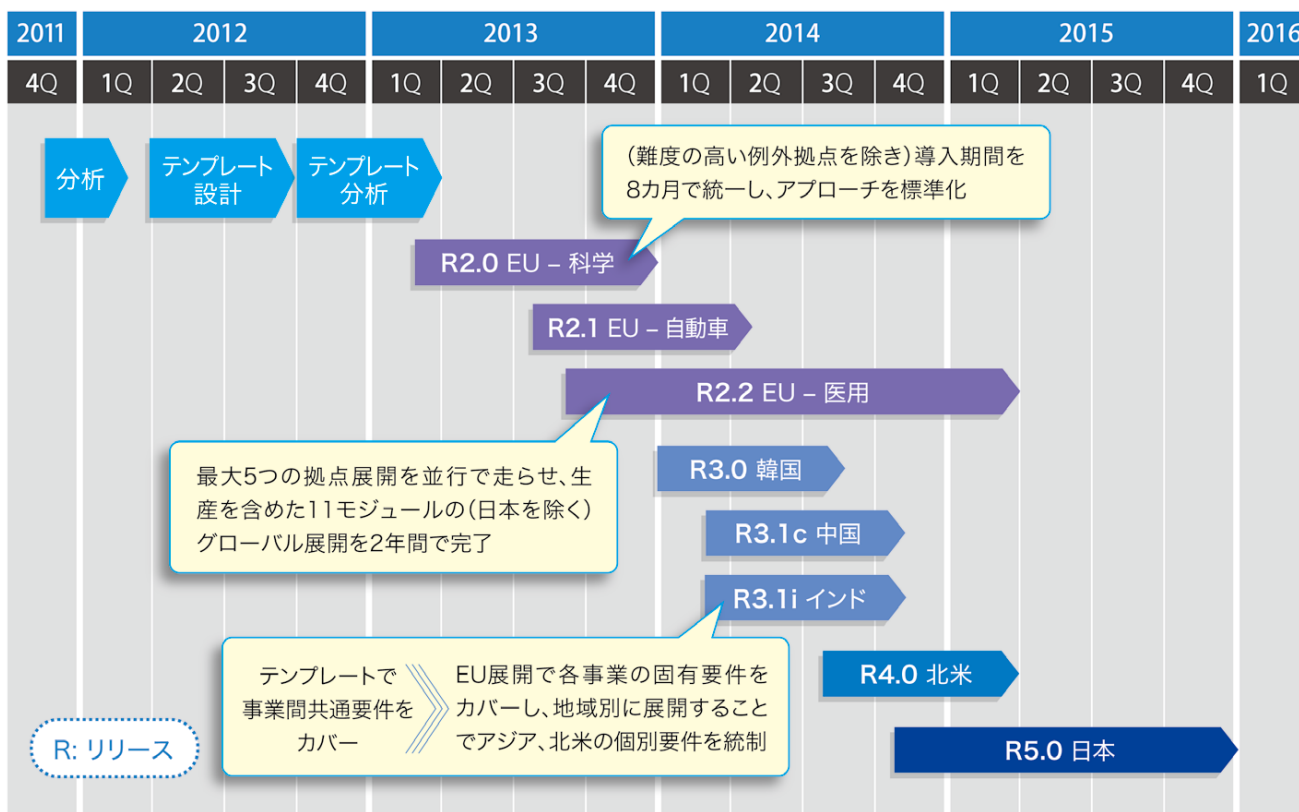 2011 2012 2013 2014 2015 2016
4Q 1Q 2Q 3Q 4Q 1Q 2Q 3Q 4Q 1Q 2Q 3Q 4Q 1Q 2Q 3Q 4Q 1Q
分析
テンプレート
設計
テンプレート
分析
(難度の高い例外拠点を除き)導入期間を
8カ月で統一し、アプローチを標準化
R2.0 EU – 科学
R2.1 EU – 自動車
R2.2 EU – 医用
最大5つの拠点展開を並行で走らせ、生
産を含めた11モジュールの(日本を除く)
グローバル展開を2年間で完了
R3.0 韓国
R3.1c 中国
R3.1i インド
テンプレートで
事業間共通要件を
カバー
EU展開で各事業の固有要件を
カバーし、地域別に展開すること
でアジア、北米の個別要件を統制
R4.0 北米
R5.0 日本
R: リリース